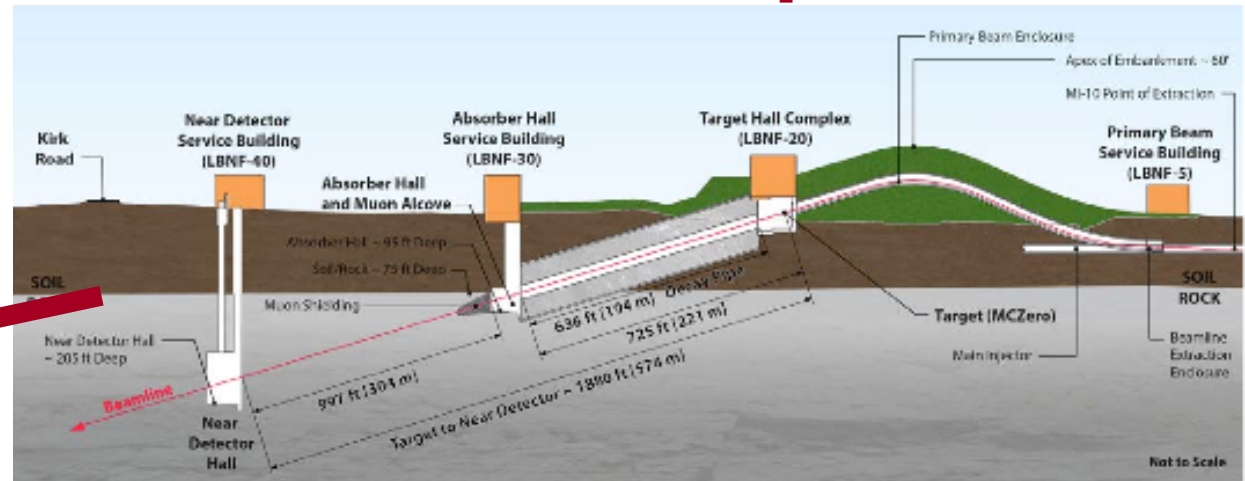 Primary Beam Enclosure
Apex of Embankment ~ 60'
MI-10 Point of Extraction
Kirk
Road
Near Detector
Service Building
(LBNF-40)
Absorber Hall
Service Building
(LBNF-30)
Target Hall Complex
(LBNF-20)
Primary Beam
Service Building
(LBNF-5)
Absorber Hall
and Muon Alcove
Absorber Hall ~ 95 ft Deep
Soil/Rock ~ 75 ft Deep
Muon Shielding
SOIL
SOIL
ROCK
636 ft (194 m) Decay Pipe
725 ft (221 m)
Target (MCZero)
Main Injector
Beamline
Extraction
Enclosure
Near Detector Hall
~ 205 ft Deep
Beamline
997 ft (304 m)
Target to Near Detector ~ 1880 ft (574 m)
Near
Detector
Hall
Not to Scale